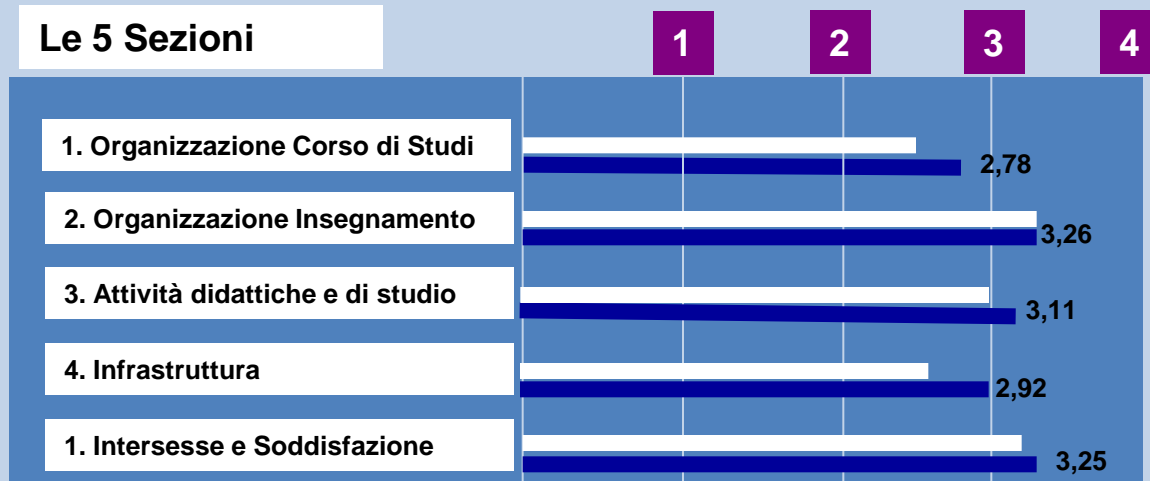 Le 5 Sezioni
1 2 3 4
1. Organizzazione Corso di Studi
2,78
2. Organizzazione Insegnamento
3,26
3. Attività didattiche e di studio
3,11
4. Infrastruttura
2,92
1. Intersesse e Soddisfazione
3,25